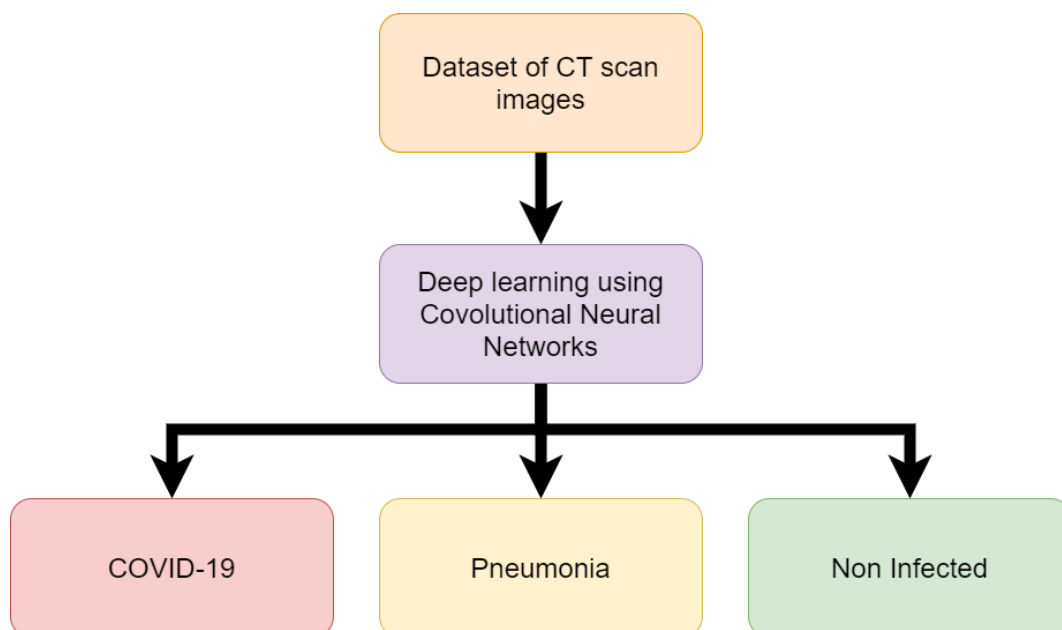 Dataset of CT scan
images
Deep learning using
Covolutional Neural
Networks
COVID-19
Pneumonia
Non Infected